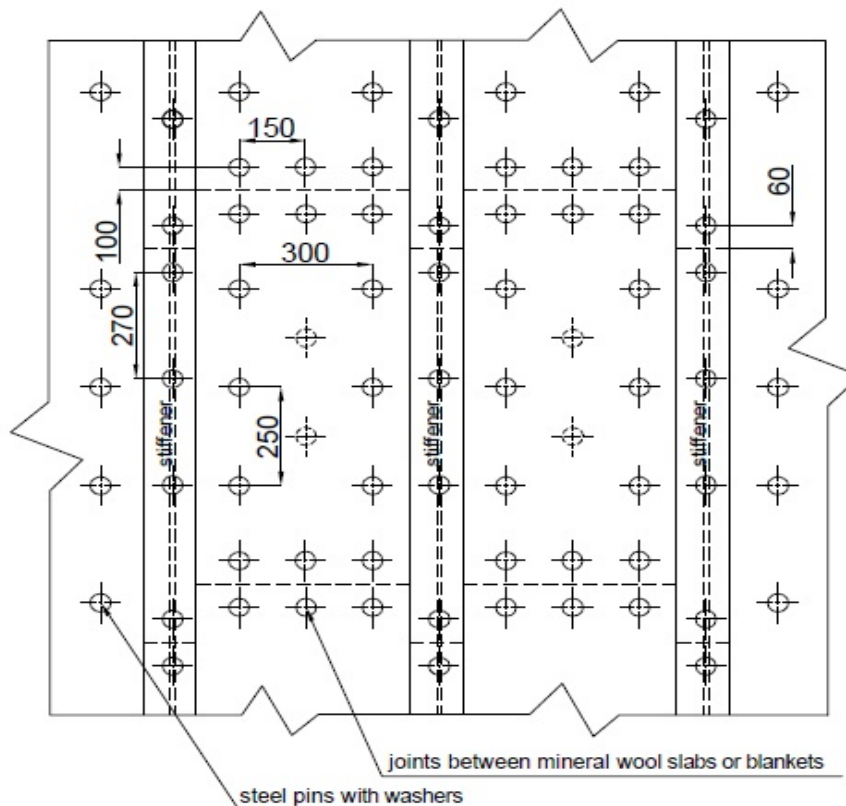 150
60
100
300
270
250
stiffener
stiffener
stiffener
joints between mineral wool slabs or blankets
steel pins with washers